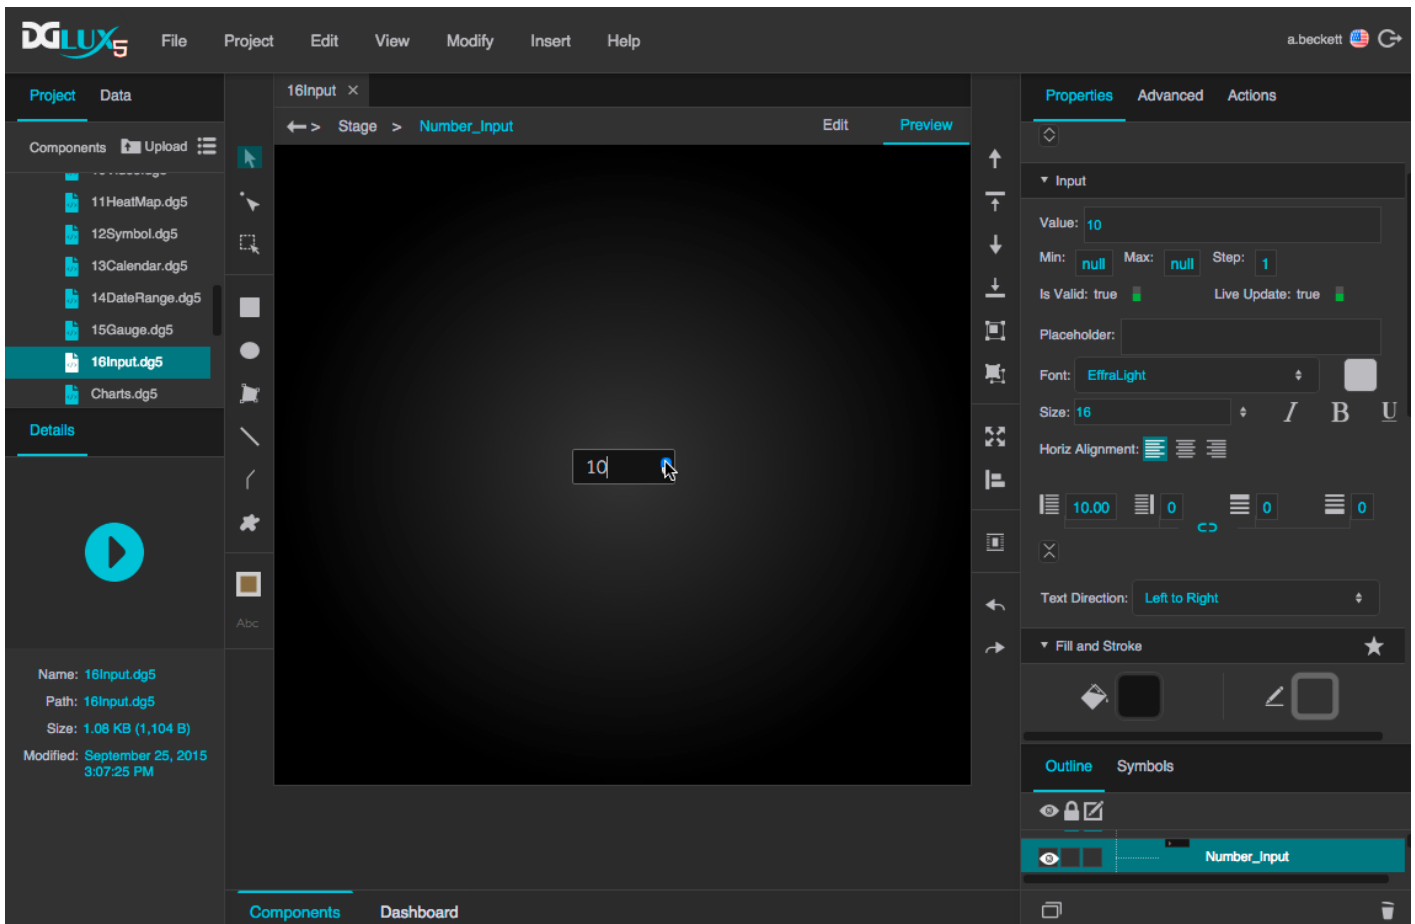 DGLUX5
File Project Edit View Modify Insert Help
a.beckett
Project Data
Components Upload
11HeatMap.dg5
12Symbol.dg5
13Calendar.dg5
14DateRange.dg5
15Gauge.dg5
16Input.dg5
Charts.dg5
Details
Name: 16Input.dg5
Path: 16Input.dg5
Size: 1.08 KB (1,104 B)
Modified: September 25, 2015
3:07:25 PM
Abc
16Input ×
> Stage > Number_Input
Edit Preview
10
Components Dashboard
Properties Advanced Actions
Input
Value: 10
Min: null Max: null Step: 1
Is Valid: true Live Update: true
Placeholder:
Font: EffraLight
Size: 16 I B U
Horiz Alignment:
10.00 0 0 0
Text Direction: Left to Right
Fill and Stroke
Outline Symbols
Number_Input